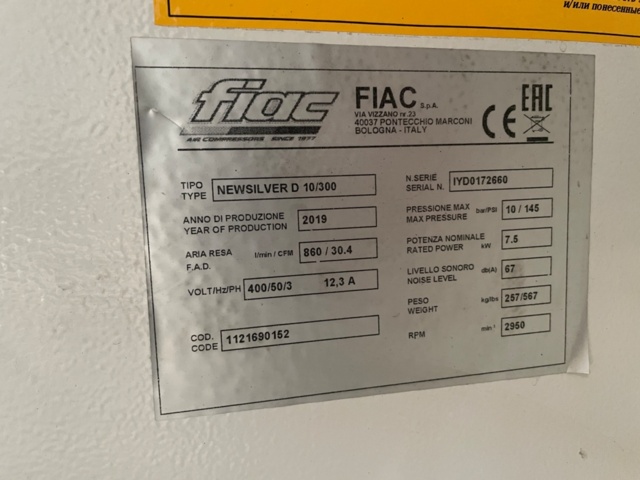 и/или понесенные
fiac
AIR COMPRESSORS SINCE 1977
FIAC S.p.A.
VIA VIZZANO nr.23
40037 PONTECCHIO MARCONI
BOLOGNA - ITALY
CE
EAC
TIPO
TYPE
NEWSILVER D 10/300
N.SERIE
SERIAL N.
IYD0172660
ANNO DI PRODUZIONE
YEAR OF PRODUCTION
2019
PRESSIONE MAX
MAX PRESSURE
bar/PSI
10 / 145
ARIA RESA
F.A.D.
l/min / CFM
860 / 30.4
POTENZA NOMINALE
RATED POWER
kW
7.5
VOLT/Hz/PH
400/50/3 12,3 A
LIVELLO SONORO
NOISE LEVEL
db(A)
67
PESO
WEIGHT
kg/lbs
257/567
COD.
CODE
1121690152
RPM
min⁻¹
2950